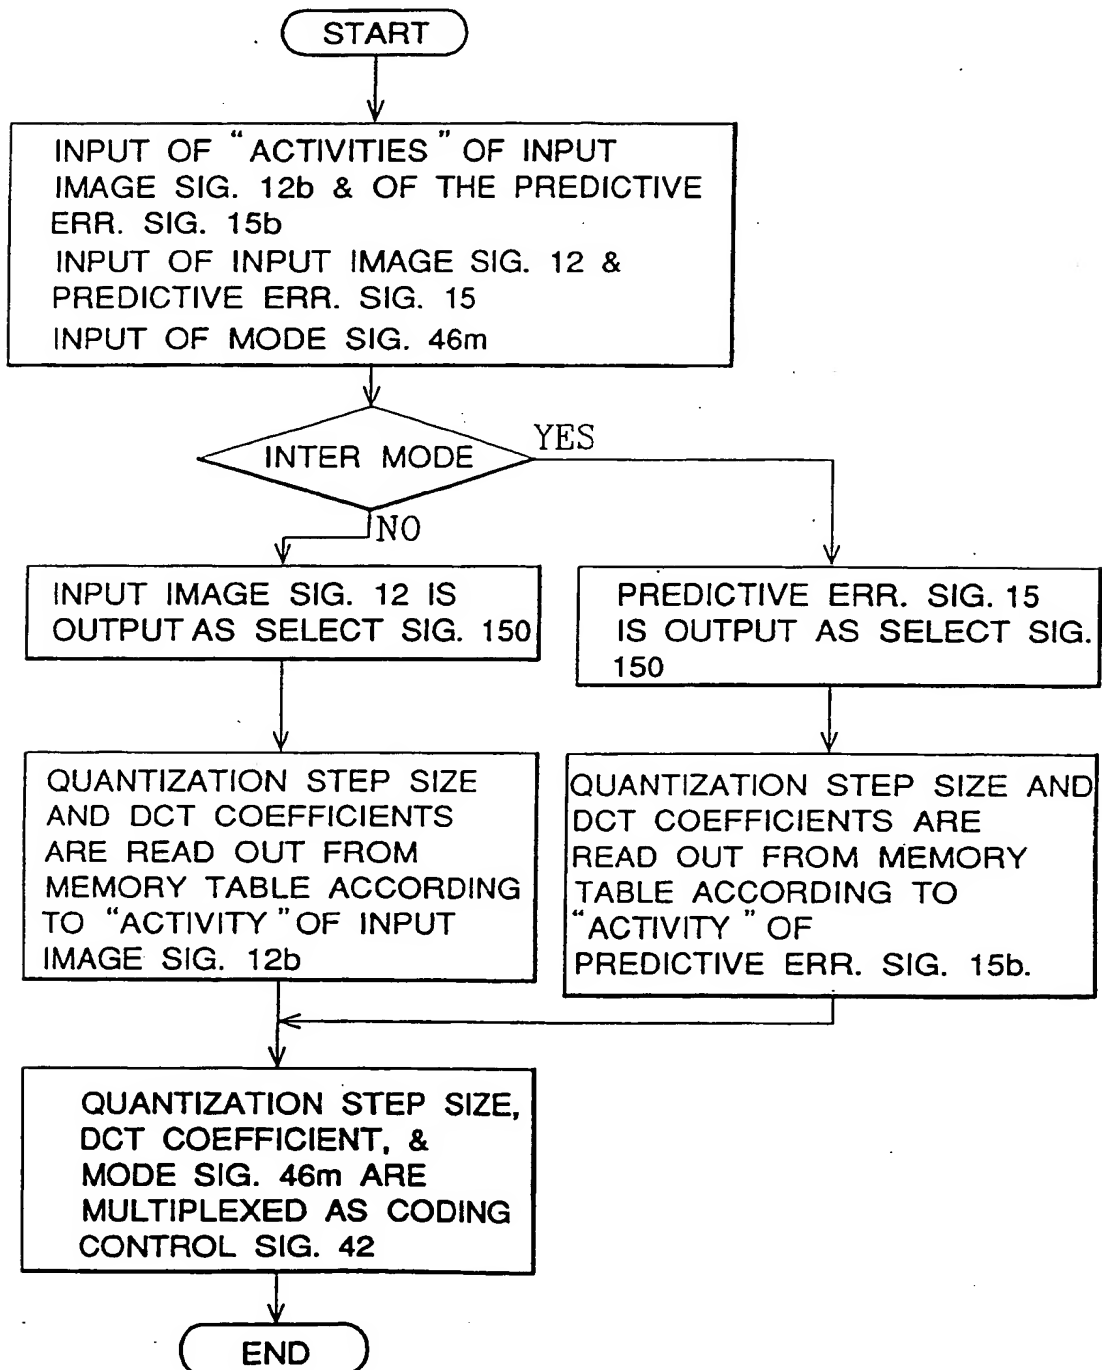 START
INPUT OF "ACTIVITIES" OF INPUT
IMAGE SIG. 12b & OF THE PREDICTIVE
ERR. SIG. 15b
INPUT OF INPUT IMAGE SIG. 12 &
PREDICTIVE ERR. SIG. 15
INPUT OF MODE SIG. 46m
INTER MODE
YES
NO
INPUT IMAGE SIG. 12 IS
OUTPUT AS SELECT SIG. 150
PREDICTIVE ERR. SIG. 15
IS OUTPUT AS SELECT SIG.
150
QUANTIZATION STEP SIZE
AND DCT COEFFICIENTS
ARE READ OUT FROM
MEMORY TABLE ACCORDING
TO "ACTIVITY" OF INPUT
IMAGE SIG. 12b
QUANTIZATION STEP SIZE AND
DCT COEFFICIENTS ARE
READ OUT FROM MEMORY
TABLE ACCORDING TO
"ACTIVITY" OF
PREDICTIVE ERR. SIG. 15b.
QUANTIZATION STEP SIZE,
DCT COEFFICIENT, &
MODE SIG. 46m ARE
MULTIPLEXED AS CODING
CONTROL SIG. 42
END